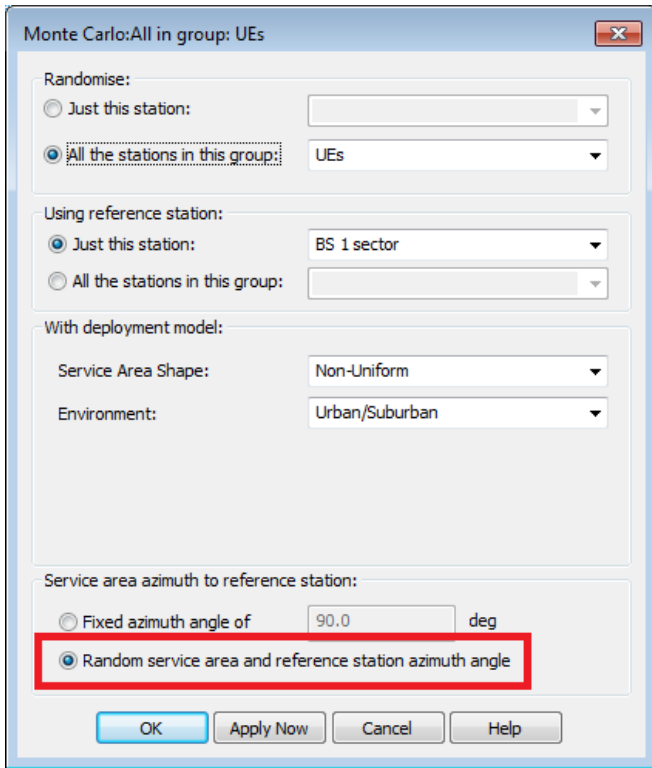 Monte Carlo:All in group: UEs
Randomise:
Just this station:
All the stations in this group: UEs
Using reference station:
Just this station: BS 1 sector
All the stations in this group:
With deployment model:
Service Area Shape: Non-Uniform
Environment: Urban/Suburban
Service area azimuth to reference station:
Fixed azimuth angle of 90.0 deg
Random service area and reference station azimuth angle
OK Apply Now Cancel Help